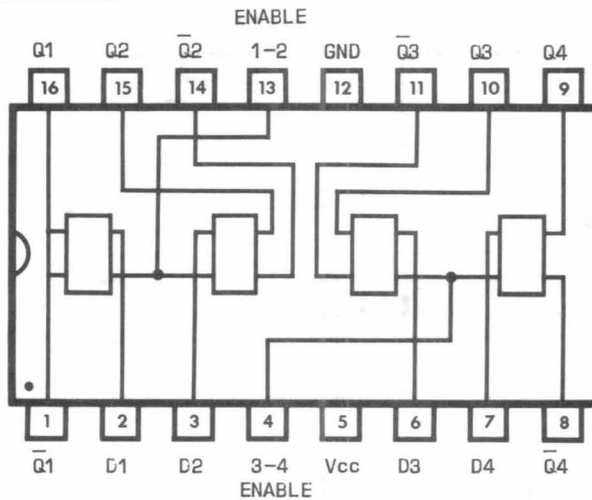 ENABLE
Q1 Q2 Q̅2 1-2 GND Q̅3 Q3 Q4
16 15 14 13 12 11 10 9
1 2 3 4 5 6 7 8
Q̅1 D1 D2 3-4 Vcc D3 D4 Q̅4
ENABLE